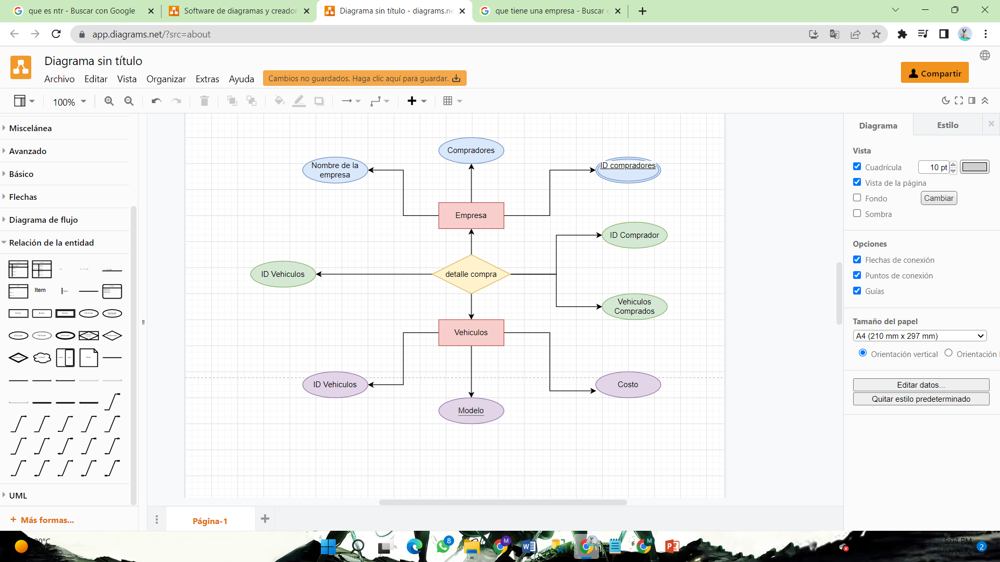 que es ntr - Buscar con Google
Software de diagramas y creador
Diagrama sin título - diagrams.ne
que tiene una empresa - Buscar c
app.diagrams.net/?src=about
Diagrama sin título
Archivo Editar Vista Organizar Extras Ayuda
Cambios no guardados. Haga clic aquí para guardar.
Compartir
100%
Miscelánea
Avanzado
Básico
Flechas
Diagrama de flujo
Relación de la entidad
Item
UML
+ Más formas...
Compradores
Nombre de la
empresa
ID compradores
Empresa
ID Comprador
ID Vehiculos
detalle compra
Vehiculos
Comprados
Vehiculos
ID Vehiculos
Costo
Modelo
Diagrama
Estilo
Vista
Cuadrícula
10 pt
Vista de la página
Fondo
Cambiar
Sombra
Opciones
Flechas de conexión
Puntos de conexión
Guías
Tamaño del papel
A4 (210 mm x 297 mm)
Orientación vertical
Orientación
Editar datos...
Quitar estilo predeterminado
Página-1
8
M
M
5:04 PM
9/12/2022
2